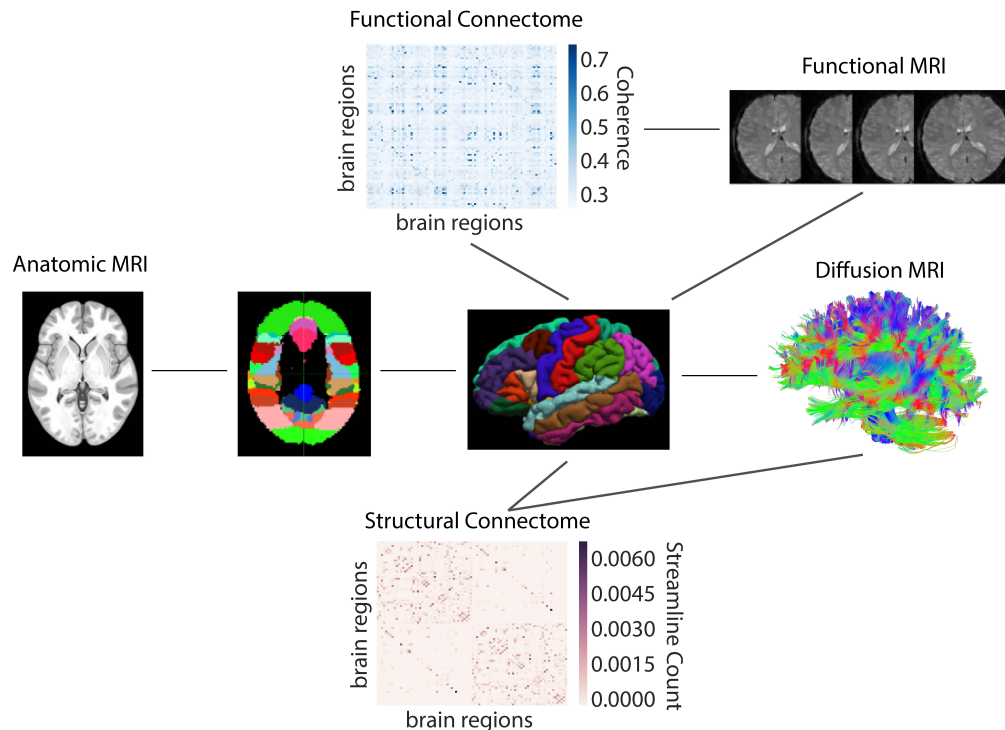 Functional Connectome
brain regions
0.7
0.6
0.5
0.4
0.3
Coherence
brain regions
Functional MRI
Anatomic MRI
Diffusion MRI
Structural Connectome
brain regions
0.0060
0.0045
0.0030
0.0015
0.0000
Streamline Count
brain regions